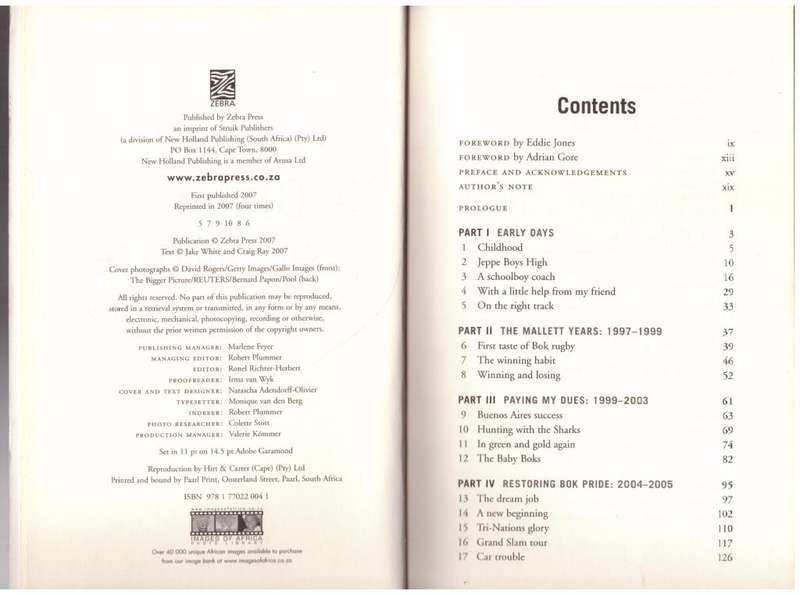 ZEBRA
Published by Zebra Press
an imprint of Struik Publishers
(a division of New Holland Publishing (South Africa) (Pty) Ltd)
PO Box 1144, Cape Town, 8000
New Holland Publishing is a member of Avusa Ltd
www.zebrapress.co.za
First published 2007
Reprinted in 2007 (four times)
5 7 9 10 8 6
Publication © Zebra Press 2007
Text © Jake White and Craig Ray 2007
Cover photographs © David Rogers/Getty Images/Gallo Images (front);
The Bigger Picture/REUTERS/Bernard Papon/Pool (back)
All rights reserved. No part of this publication may be reproduced,
stored in a retrieval system or transmitted, in any form or by any means,
electronic, mechanical, photocopying, recording or otherwise,
without the prior written permission of the copyright owners.
PUBLISHING MANAGER: Marlene Fryer
MANAGING EDITOR: Robert Plummer
EDITOR: Ronel Richter-Herbert
PROOFREADER: Irma van Wyk
COVER AND TEXT DESIGNER: Natascha Adendorff-Olivier
TYPESETTER: Monique van den Berg
INDEXER: Robert Plummer
PHOTO RESEARCHER: Colette Stott
PRODUCTION MANAGER: Valerie Kömmer
Set in 11 pt on 14.5 pt Adobe Garamond
Reproduction by Hirt & Carter (Cape) (Pty) Ltd
Printed and bound by Paarl Print, Oosterland Street, Paarl, South Africa
ISBN 978 1 77022 004 1
www.imagesofafrica.co.za
IMAGES OF AFRICA
PHOTO LIBRARY
Over 40 000 unique African images available to purchase
from our image bank at www.imagesofafrica.co.za
Contents
FOREWORD by Eddie Jones ix
FOREWORD by Adrian Gore xiii
PREFACE AND ACKNOWLEDGEMENTS xv
AUTHOR'S NOTE xix
PROLOGUE 1
PART I EARLY DAYS 3
1 Childhood 5
2 Jeppe Boys High 10
3 A schoolboy coach 16
4 With a little help from my friend 29
5 On the right track 33
PART II THE MALLETT YEARS: 1997–1999 37
6 First taste of Bok rugby 39
7 The winning habit 46
8 Winning and losing 52
PART III PAYING MY DUES: 1999–2003 61
9 Buenos Aires success 63
10 Hunting with the Sharks 69
11 In green and gold again 74
12 The Baby Boks 82
PART IV RESTORING BOK PRIDE: 2004–2005 95
13 The dream job 97
14 A new beginning 102
15 Tri-Nations glory 110
16 Grand Slam tour 117
17 Car trouble 126